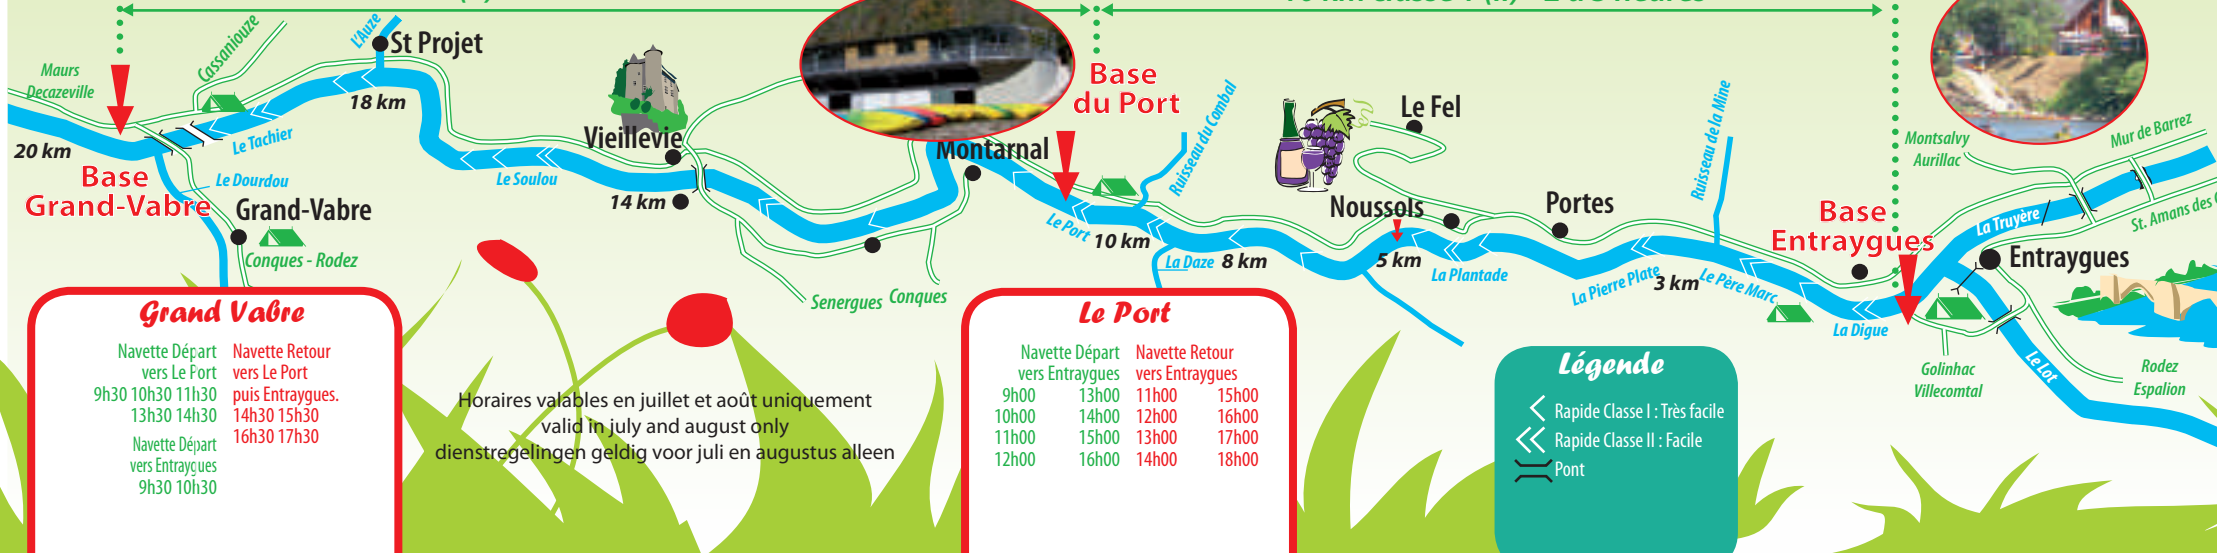 Maurs
Decazeville
Cassaniouze
l'Auze
St Projet
18 km
20 km
Le Tachier
Base
Grand-Vabre
Le Dourdou
Grand-Vabre
Conques - Rodez
Vieillevie
Le Soulou
14 km
Senergues
Conques
Montarnal
Base
du Port
Le Port
10 km
Ruisseau du Combal
La Daze
8 km
Le Fel
Noussols
5 km
La Plantade
Portes
La Pierre Plate
3 km
Le Père Marc
Ruisseau de la Mine
Base
Entraygues
La Digue
Montsalvy
Aurillac
Mur de Barrez
La Truyère
St. Amans des
Entraygues
Le Lot
Golinhac
Villecomtal
Rodez
Espalion
Grand Vabre
Navette Départ
vers Le Port
9h30 10h30 11h30
13h30 14h30
Navette Départ
vers Entraygues
9h30 10h30
Navette Retour
vers Le Port
puis Entraygues.
14h30 15h30
16h30 17h30
Horaires valables en juillet et août uniquement
valid in july and august only
dienstregelingen geldig voor juli en augustus alleen
Le Port
Navette Départ
vers Entraygues
9h00 13h00
10h00 14h00
11h00 15h00
12h00 16h00
Navette Retour
vers Entraygues
11h00 15h00
12h00 16h00
13h00 17h00
14h00 18h00
Légende
Rapide Classe I : Très facile
Rapide Classe II : Facile
Pont